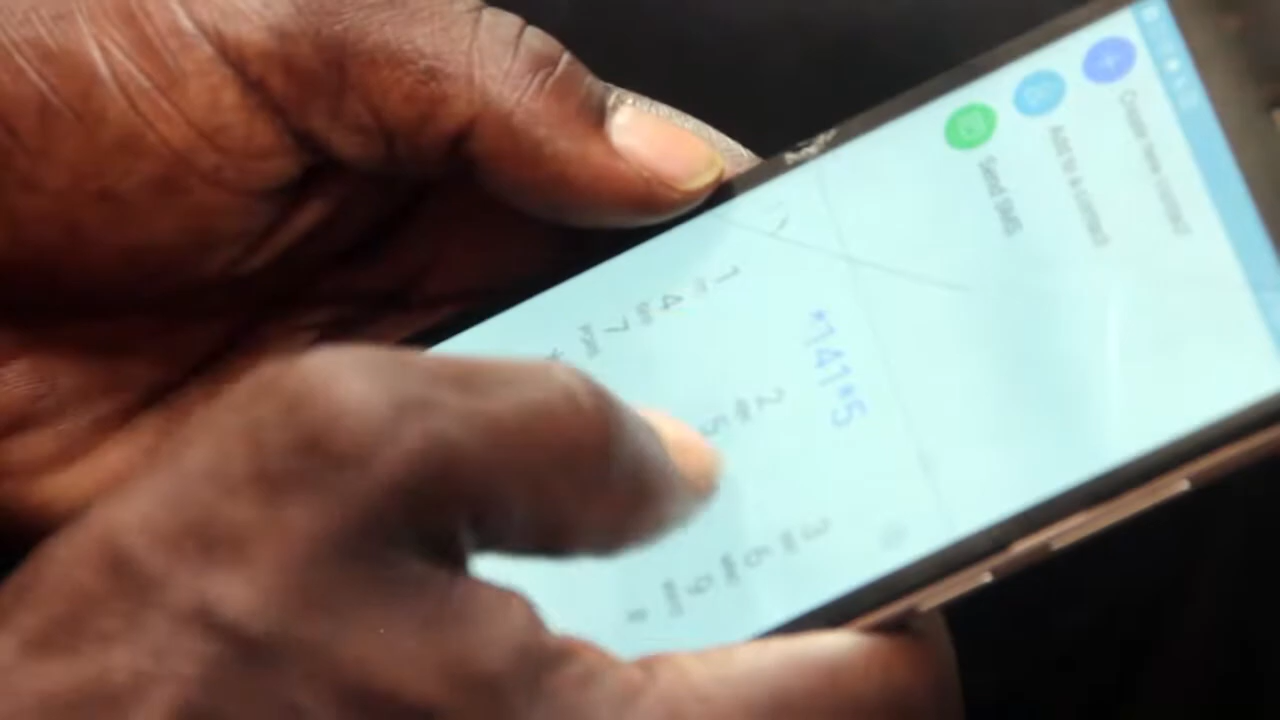 Create new contact
Add to a contact
Send SMS
*141*5
1 2 3
4 5 6
7 9